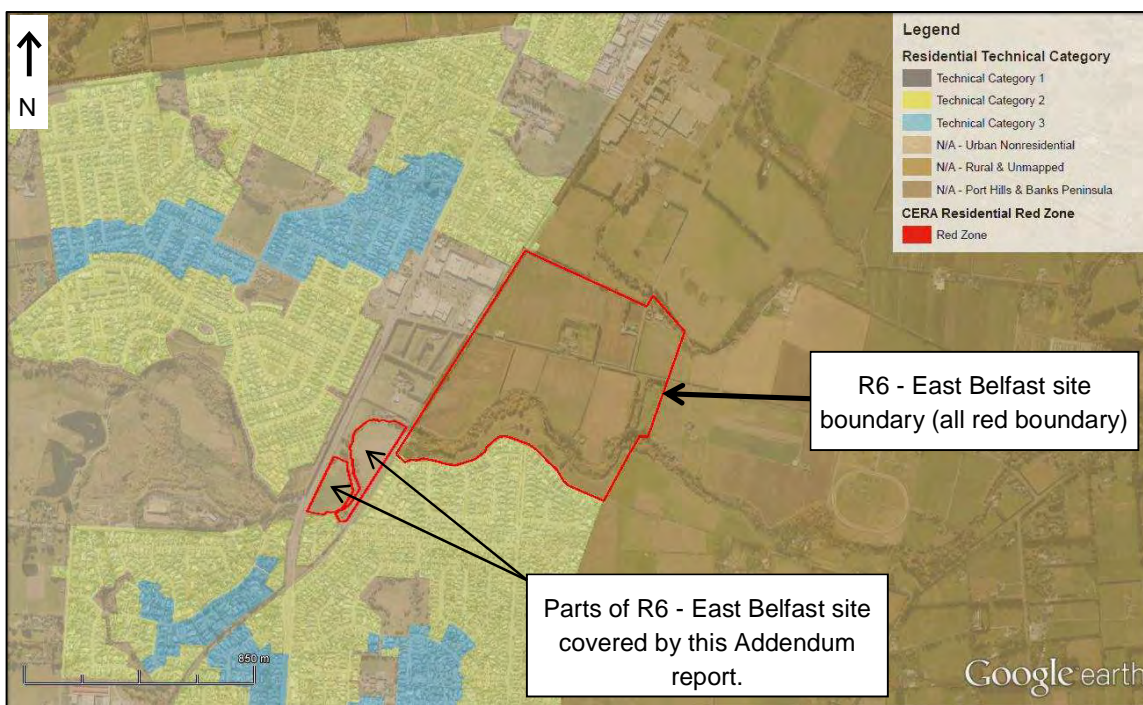 N
Legend
Residential Technical Category
Technical Category 1
Technical Category 2
Technical Category 3
N/A - Urban Nonresidential
N/A - Rural & Unmapped
N/A - Port Hills & Banks Peninsula
CERA Residential Red Zone
Red Zone
R6 - East Belfast site
boundary (all red boundary)
Parts of R6 - East Belfast site
covered by this Addendum
report.
850 m
Google earth